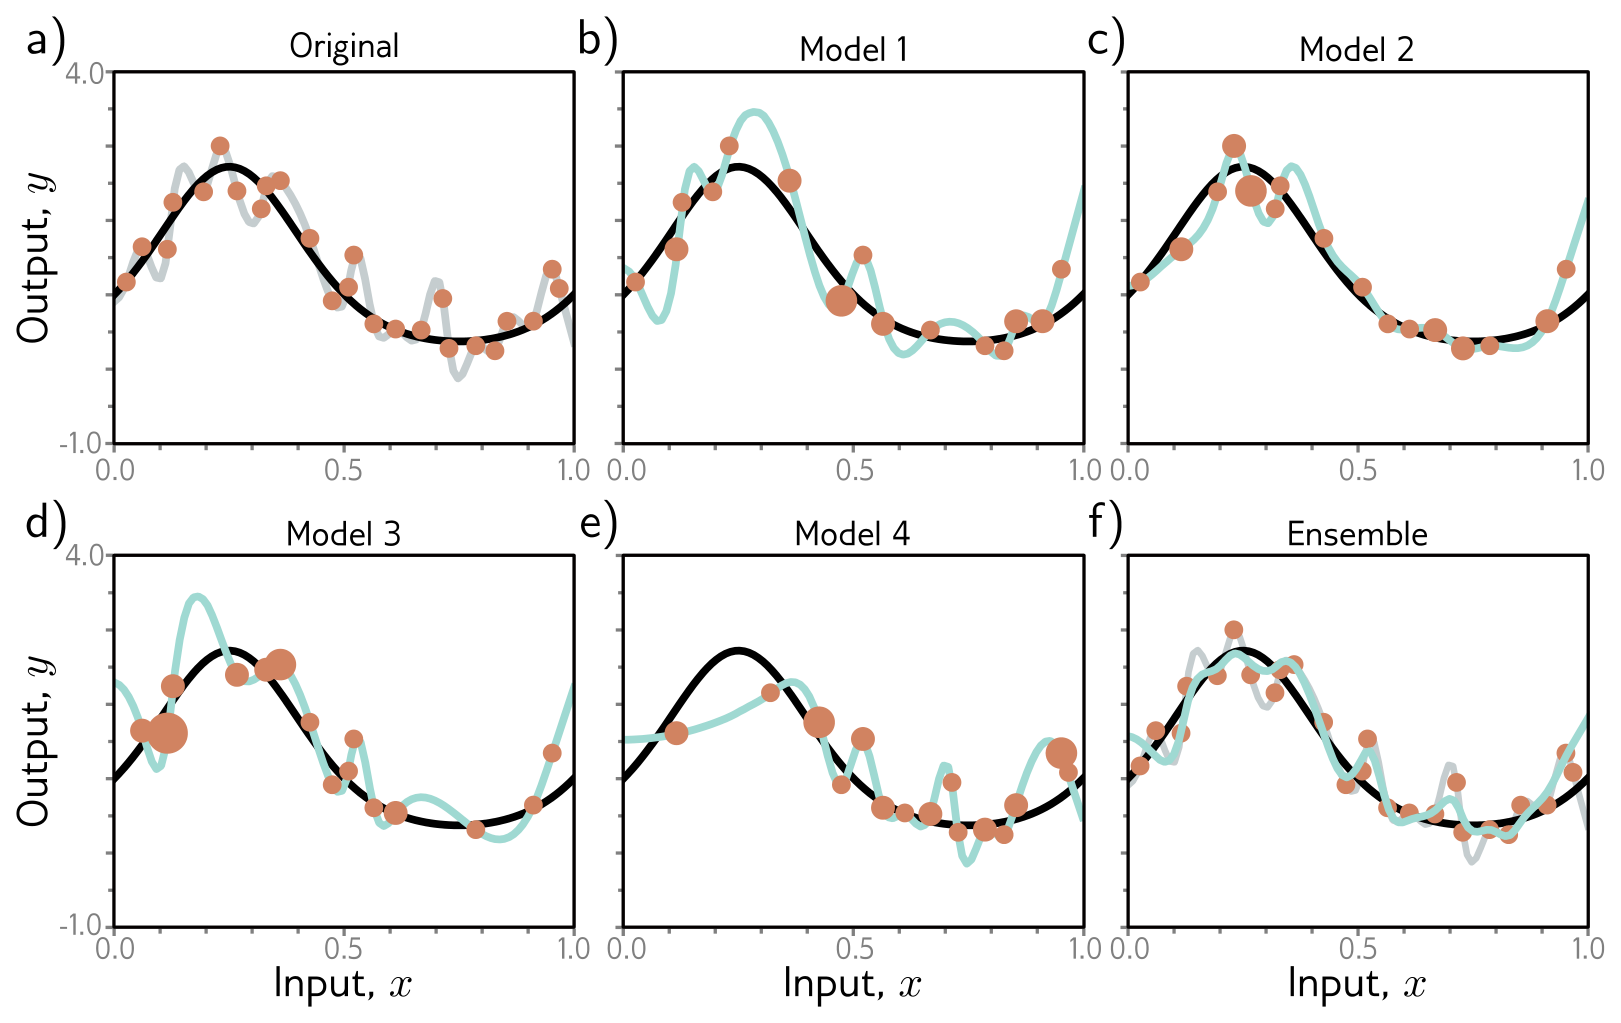 a) Original
b) Model 1
c) Model 2
4.0
Output, y
-1.0
0.0 0.5 1.0
0.0 0.5 1.0
0.0 0.5 1.0
d) Model 3
e) Model 4
f) Ensemble
4.0
Output, y
-1.0
0.0 0.5 1.0
0.0 0.5 1.0
0.0 0.5 1.0
Input, x
Input, x
Input, x